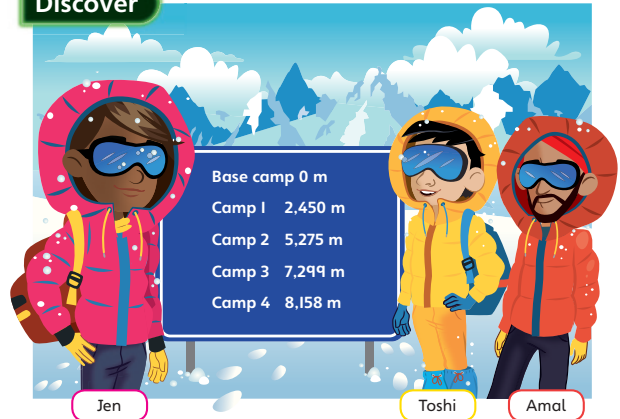 Discover
Base camp 0 m
Camp 1 2,450 m
Camp 2 5,275 m
Camp 3 7,299 m
Camp 4 8,158 m
Jen
Toshi
Amal